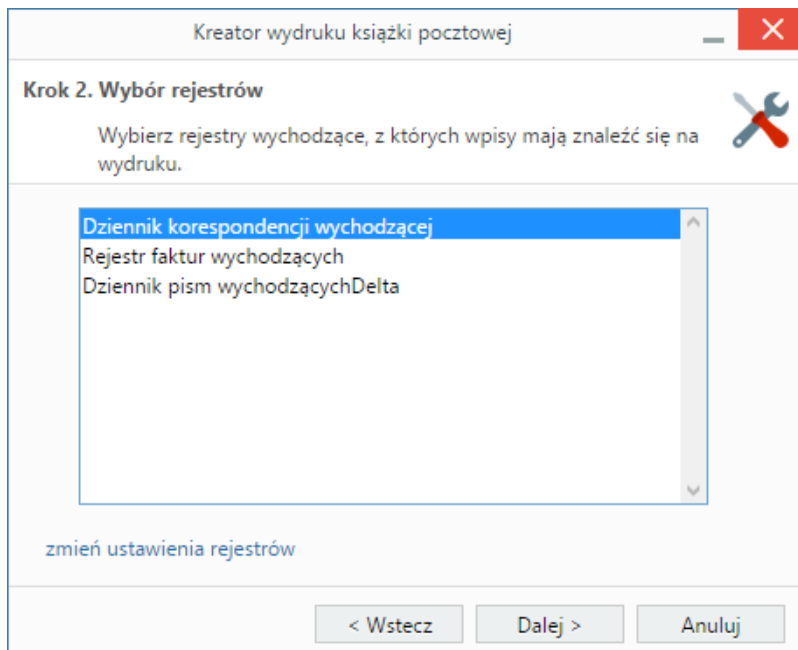 Kreator wydruku książki pocztowej
Krok 2. Wybór rejestrów
Wybierz rejestry wychodzące, z których wpisy mają znaleźć się na
wydruku.
Dziennik korespondencji wychodzącej
Rejestr faktur wychodzących
Dziennik pism wychodzącychDelta
zmień ustawienia rejestrów
< Wstecz
Dalej >
Anuluj